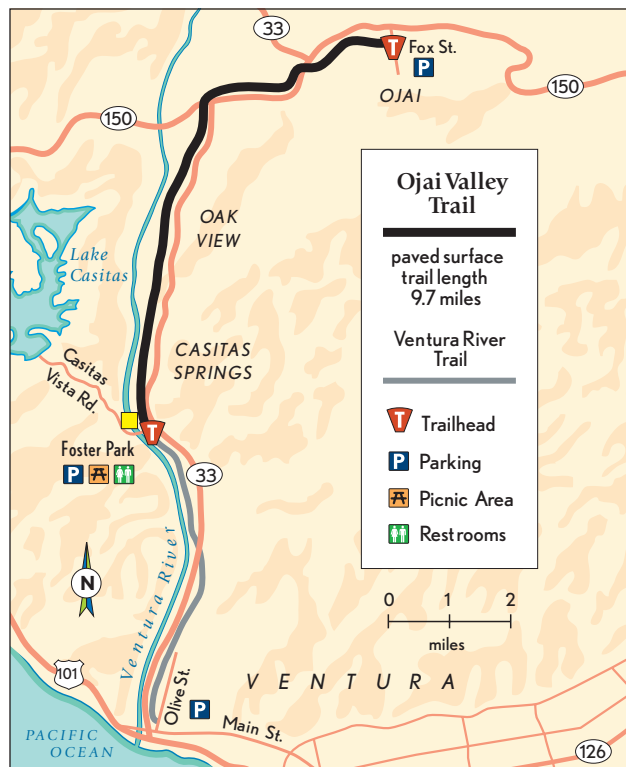 33
T
Fox St.
P
OJAI
150
150
Ojai Valley
Trail
paved surface
trail length
9.7 miles
Ventura River
Trail
T Trailhead
P Parking
Picnic Area
Restrooms
OAK
VIEW
Lake
Casitas
CASITAS
SPRINGS
Casitas
Vista Rd.
T
Foster Park
P
33
N
Ventura River
0 1 2
miles
101
Olive St.
P
VENTURA
Main St.
PACIFIC
OCEAN
126